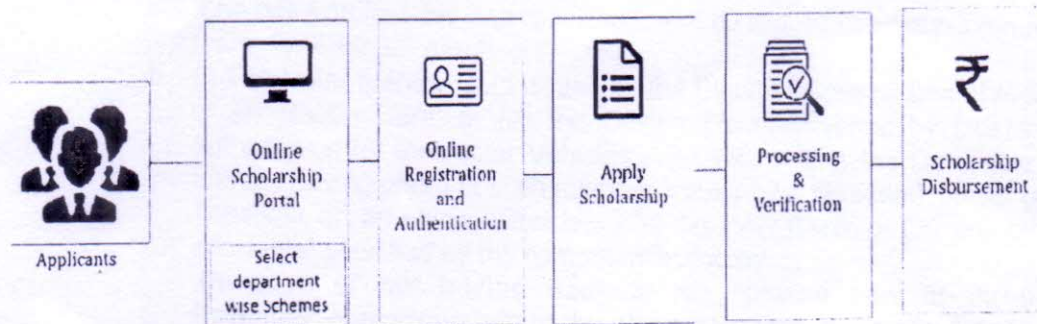 Applicants
Online
Scholarship
Portal
Select
department
wise Schemes
Online
Registration
and
Authentication
Apply
Scholarship
Processing
&
Verification
₹
Scholarship
Disbursement